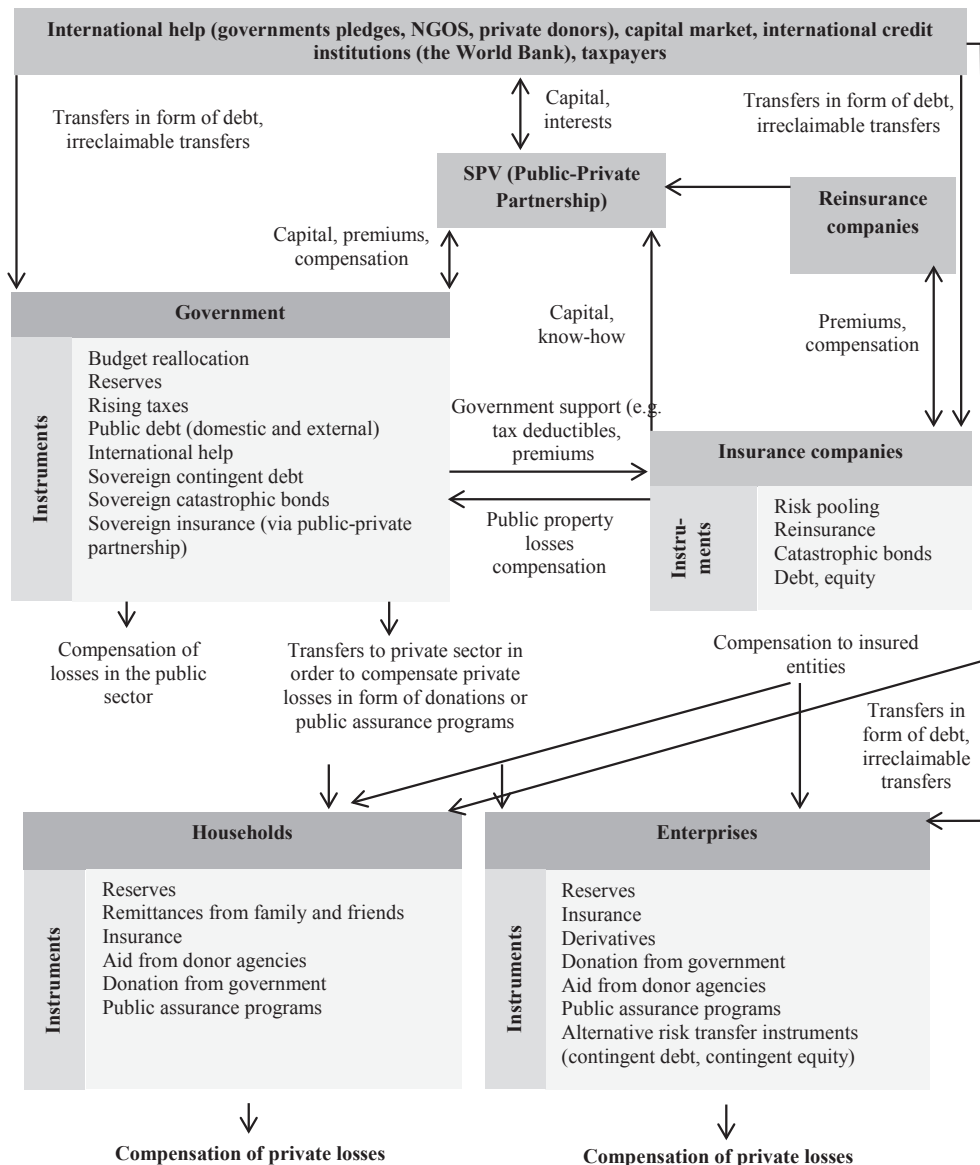 International help (governments pledges, NGOS, private donors), capital market, international credit
institutions (the World Bank), taxpayers
Transfers in form of debt,
irreclaimable transfers
Capital,
interests
Transfers in form of debt,
irreclaimable transfers
SPV (Public-Private
Partnership)
Reinsurance
companies
Capital, premiums,
compensation
Capital,
know-how
Premiums,
compensation
Government
Instruments
Budget reallocation
Reserves
Rising taxes
Public debt (domestic and external)
International help
Sovereign contingent debt
Sovereign catastrophic bonds
Sovereign insurance (via public-private
partnership)
Government support (e.g.
tax deductibles,
premiums
Public property
losses
compensation
Insurance companies
Instru-
ments
Risk pooling
Reinsurance
Catastrophic bonds
Debt, equity
Compensation of
losses in the public
sector
Transfers to private sector in
order to compensate private
losses in form of donations or
public assurance programs
Compensation to insured
entities
Transfers in
form of debt,
irreclaimable
transfers
Households
Instruments
Reserves
Remittances from family and friends
Insurance
Aid from donor agencies
Donation from government
Public assurance programs
Enterprises
Instruments
Reserves
Insurance
Derivatives
Donation from government
Aid from donor agencies
Public assurance programs
Alternative risk transfer instruments
(contingent debt, contingent equity)
Compensation of private losses
Compensation of private losses